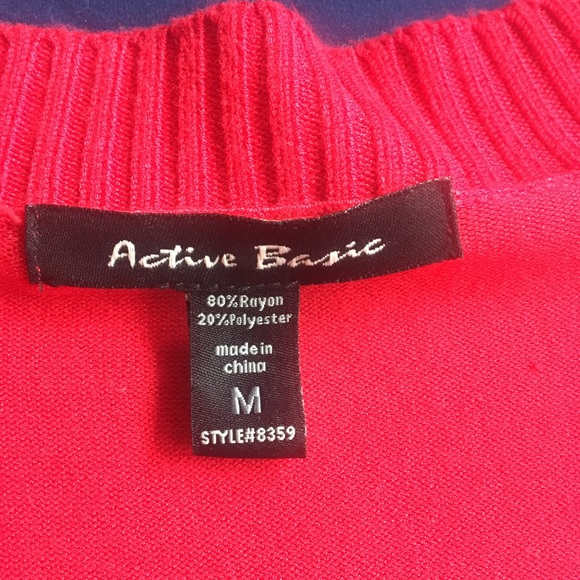 Active Basic
80%Rayon
20%Polyester
made in
china
M
STYLE#8359